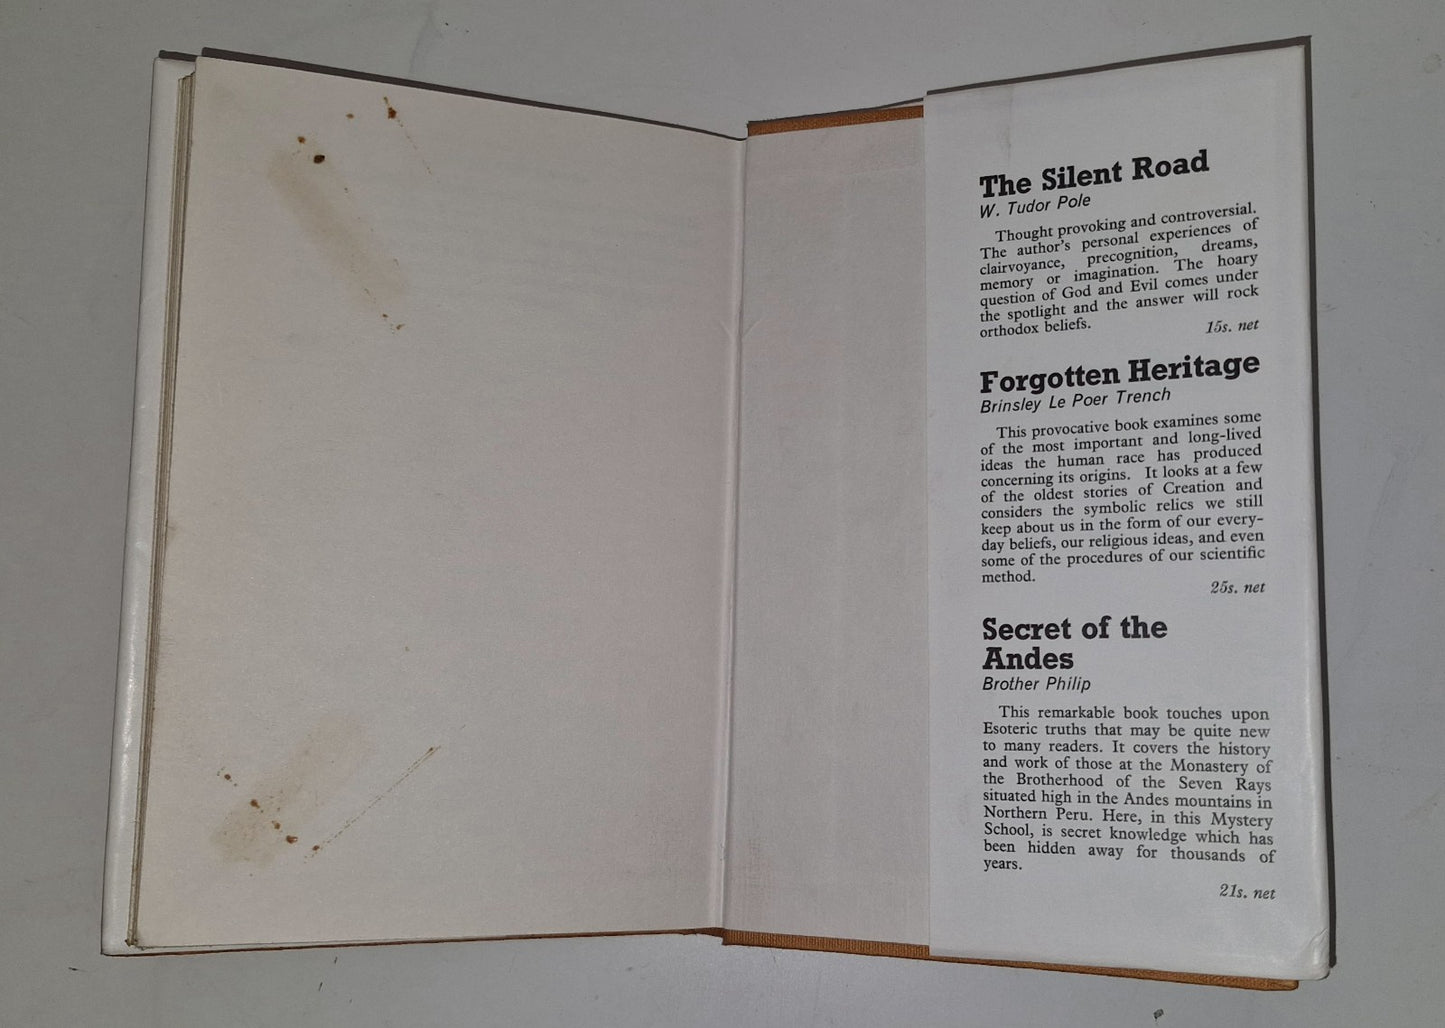 The Silent Road
W. Tudor Pole
Thought provoking and controversial.
The author's personal experiences of
clairvoyance, precognition, dreams,
memory or imagination. The hoary
question of God and Evil comes under
the spotlight and the answer will rock
orthodox beliefs.
15s. net
Forgotten Heritage
Brinsley Le Poer Trench
This provocative book examines some
of the most important and long-lived
ideas the human race has produced
concerning its origins. It looks at a few
of the oldest stories of Creation and
considers the symbolic relics we still
keep about us in the form of our every-
day beliefs, our religious ideas, and even
some of the procedures of our scientific
method.
25s. net
Secret of the
Andes
Brother Philip
This remarkable book touches upon
Esoteric truths that may be quite new
to many readers. It covers the history
and work of those at the Monastery of
the Brotherhood of the Seven Rays
situated high in the Andes mountains in
Northern Peru. Here, in this Mystery
School, is secret knowledge which has
been hidden away for thousands of
years.
21s. net